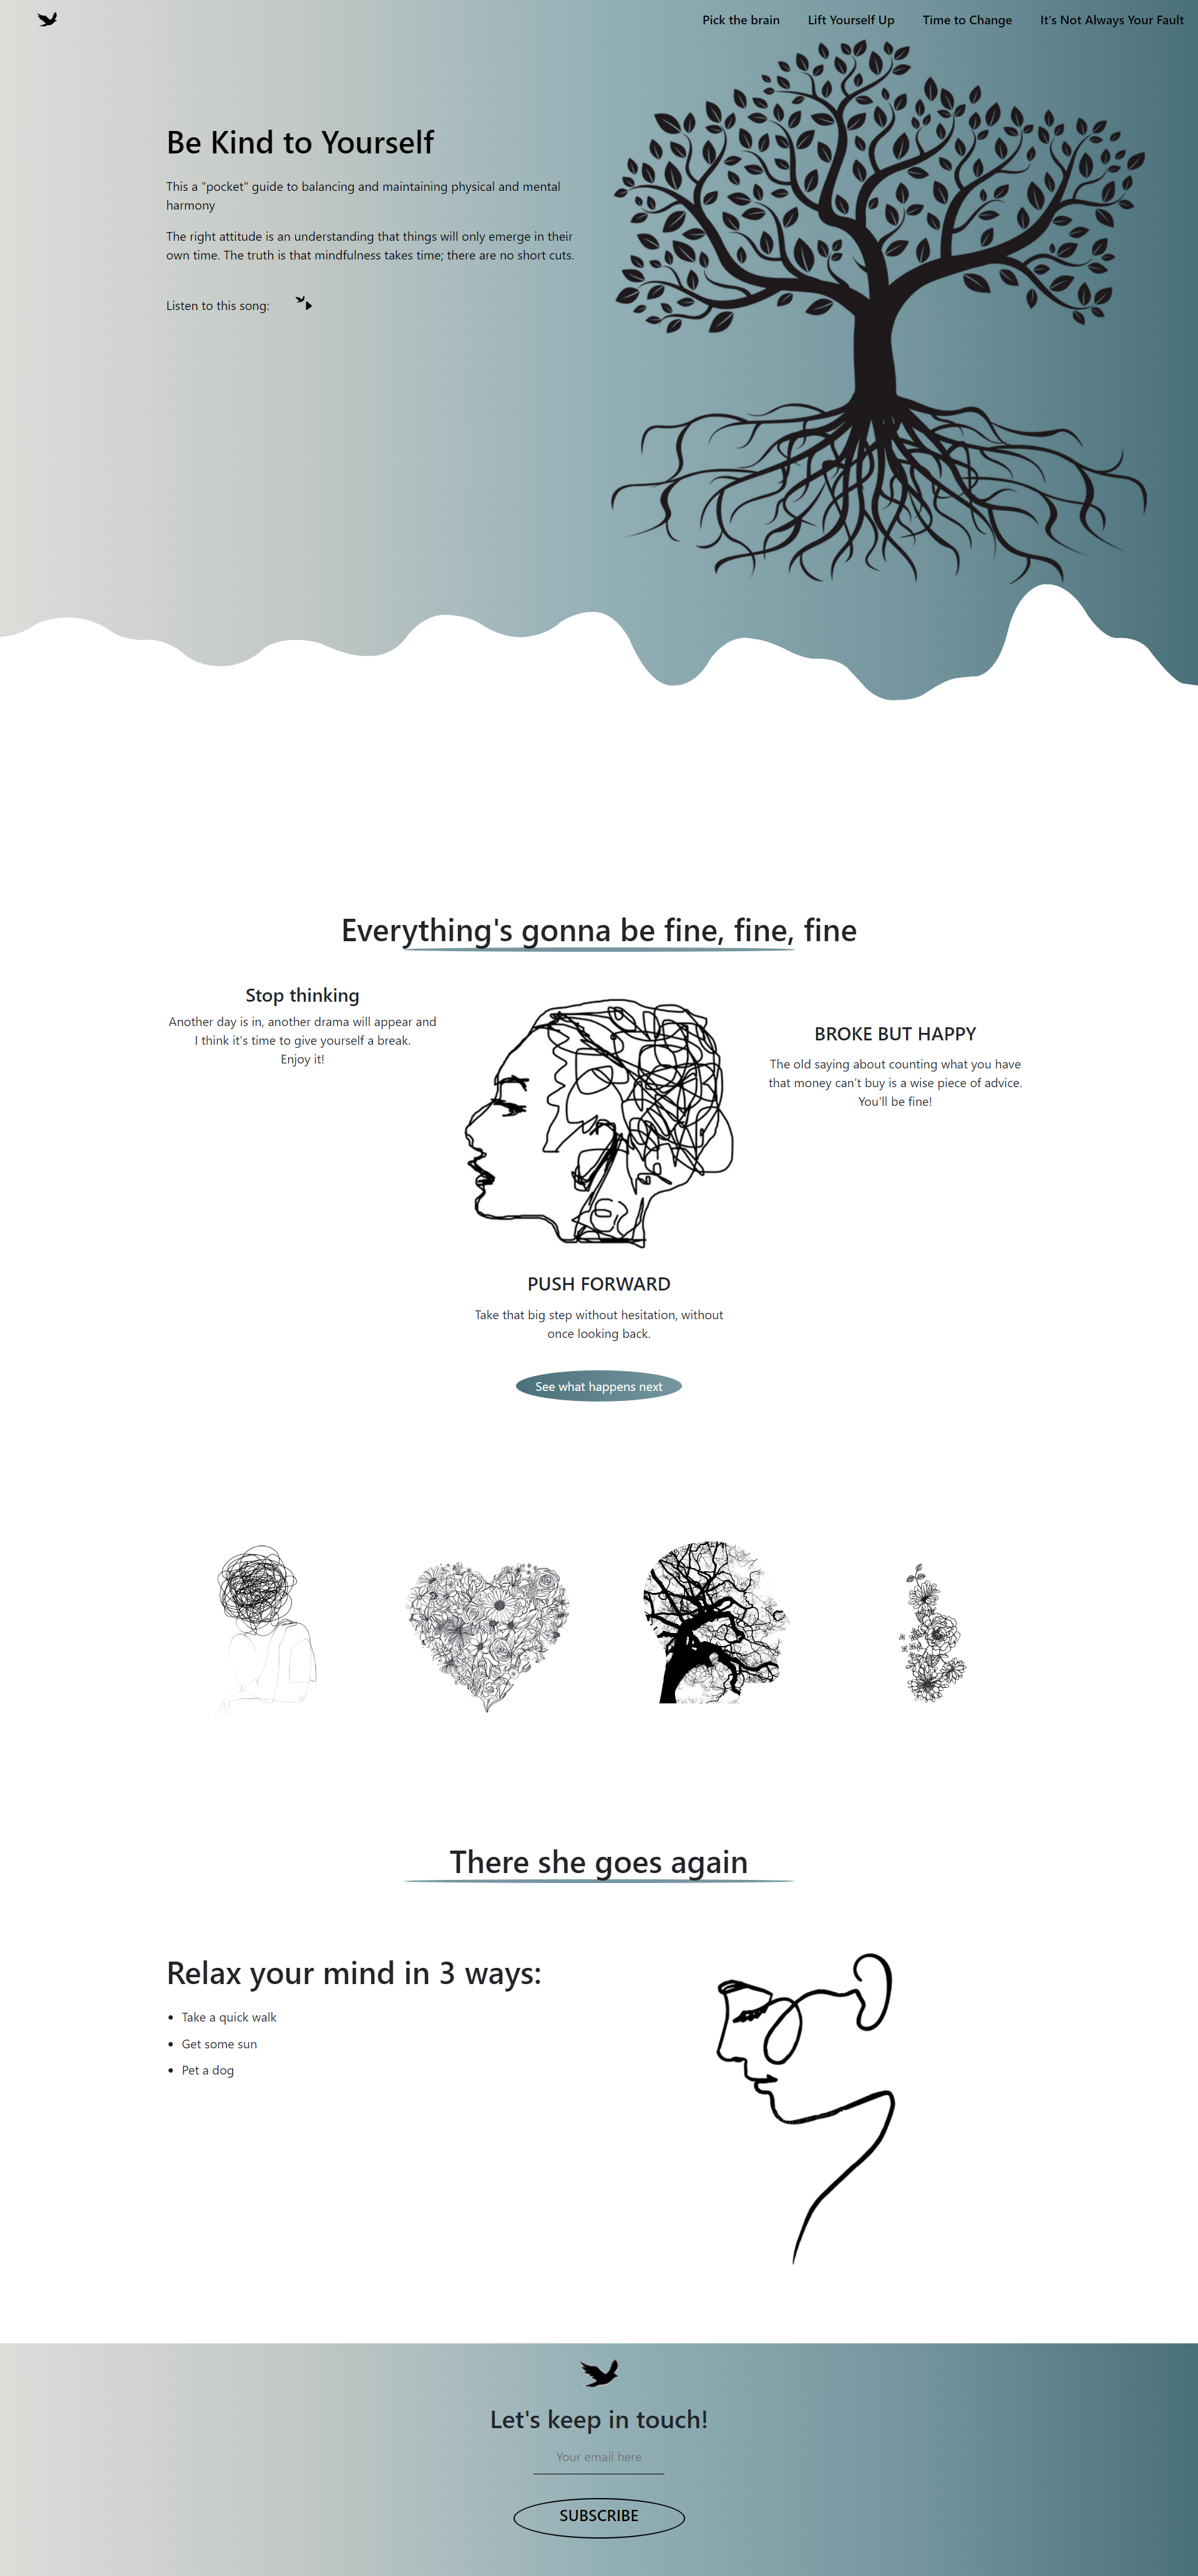 Pick the brain
Lift Yourself Up
Time to Change
It's Not Always Your Fault
Be Kind to Yourself
This a "pocket" guide to balancing and maintaining physical and mental
harmony
The right attitude is an understanding that things will only emerge in their
own time. The truth is that mindfulness takes time; there are no short cuts.
Listen to this song:
Everything's gonna be fine, fine, fine
Stop thinking
Another day is in, another drama will appear and
I think it's time to give yourself a break.
Enjoy it!
BROKE BUT HAPPY
The old saying about counting what you have
that money can't buy is a wise piece of advice.
You'll be fine!
PUSH FORWARD
Take that big step without hesitation, without
once looking back.
See what happens next
There she goes again
Relax your mind in 3 ways:
• Take a quick walk
• Get some sun
• Pet a dog
Let's keep in touch!
Your email here
SUBSCRIBE